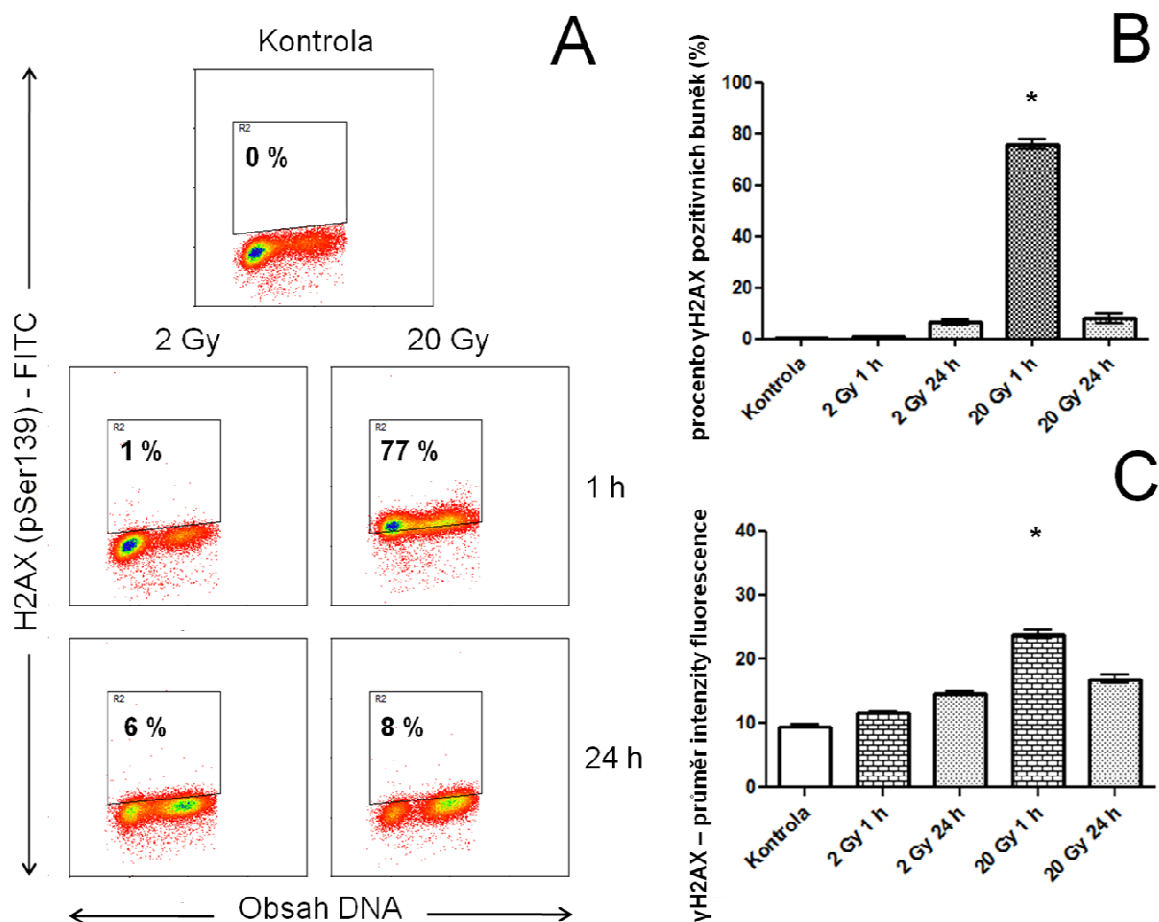 A
Kontrola
R2
0 %
2 Gy
20 Gy
R2
1 %
R2
77 %
1 h
R2
6 %
R2
8 %
24 h
H2AX (pSer139) - FITC
Obsah DNA
B
procento γH2AX pozitivních buněk (%)
100
80
60
40
20
0
*
Kontrola
2 Gy 1 h
2 Gy 24 h
20 Gy 1 h
20 Gy 24 h
C
γH2AX – průměr intenzity fluorescence
40
30
20
10
0
*
Kontrola
2 Gy 1 h
2 Gy 24 h
20 Gy 1 h
20 Gy 24 h